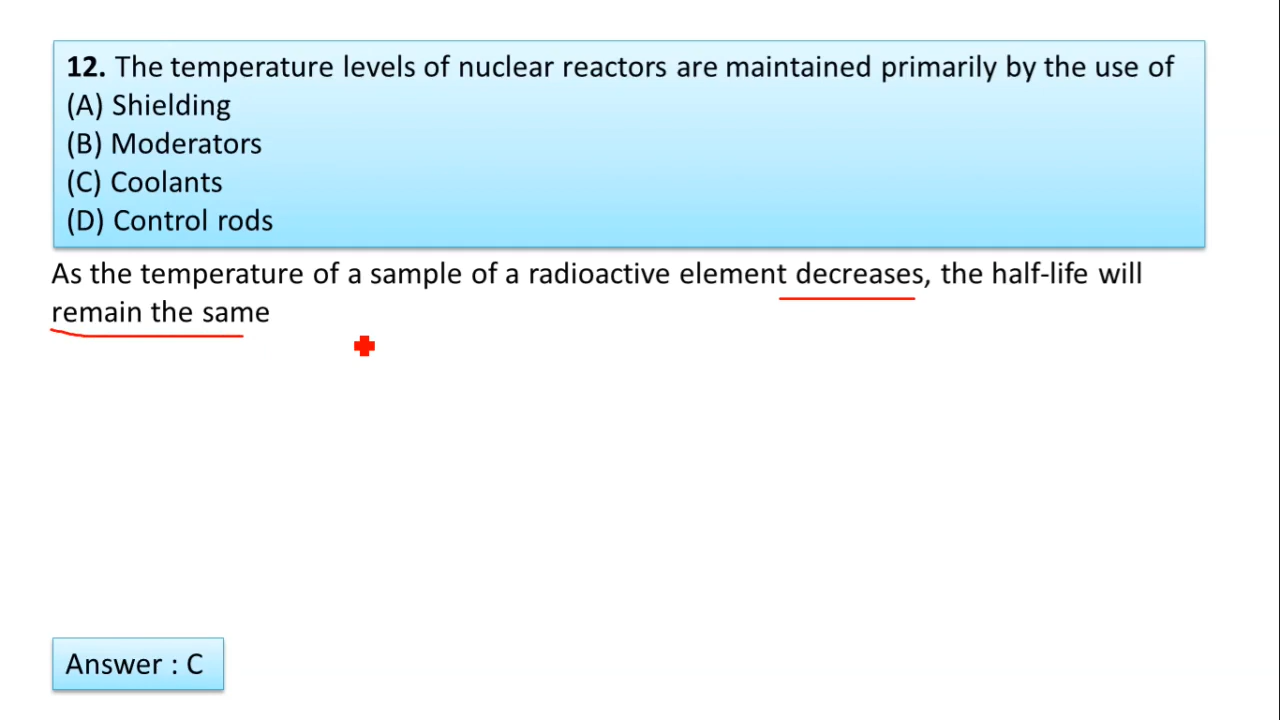 12. The temperature levels of nuclear reactors are maintained primarily by the use of
(A) Shielding
(B) Moderators
(C) Coolants
(D) Control rods
As the temperature of a sample of a radioactive element decreases, the half-life will
remain the same
Answer : C